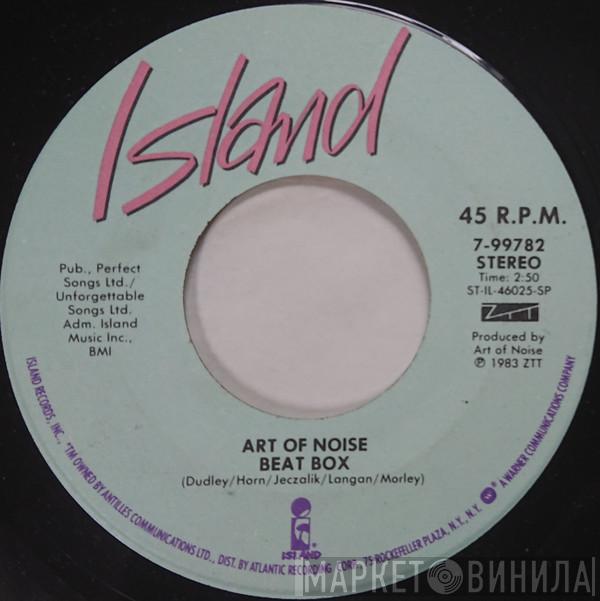 Island
45 R.P.M.
7-99782
STEREO
Time: 2:50
ST-IL-46025-SP
ZTT
Produced by
Art of Noise
℗ 1983 ZTT
Pub., Perfect
Songs Ltd./
Unforgettable
Songs Ltd.
Adm. Island
Music Inc.,
BMI
ART OF NOISE
BEAT BOX
(Dudley/Horn/Jeczalik/Langan/Morley)
ISLAND
ISLAND RECORDS, INC., *TM OWNED BY ANTILLES COMMUNICATIONS LTD., DIST. BY ATLANTIC RECORDING CORP., 75 ROCKEFELLER PLAZA, N.Y., N.Y. A WARNER COMMUNICATIONS COMPANY
МАРКЕТ ВИНИЛА